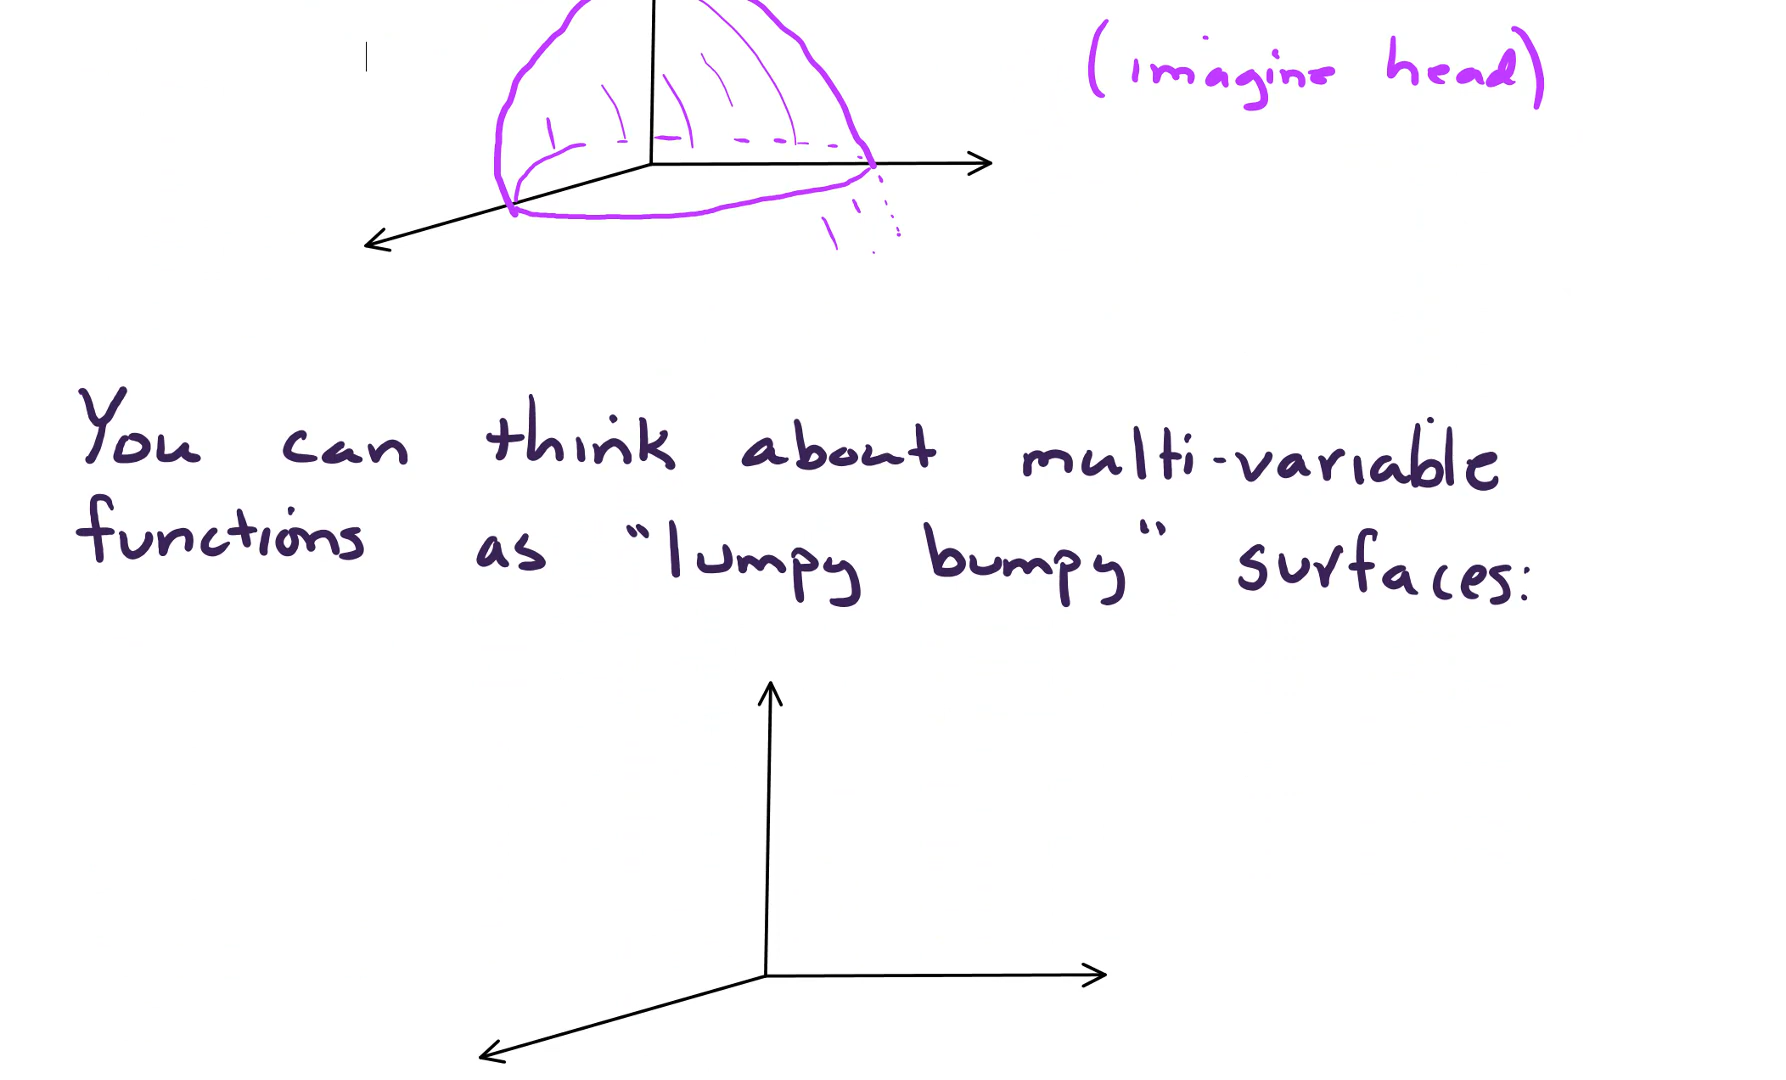 (imagine head)
You can think about multi-variable
functions as "lumpy bumpy" surfaces: